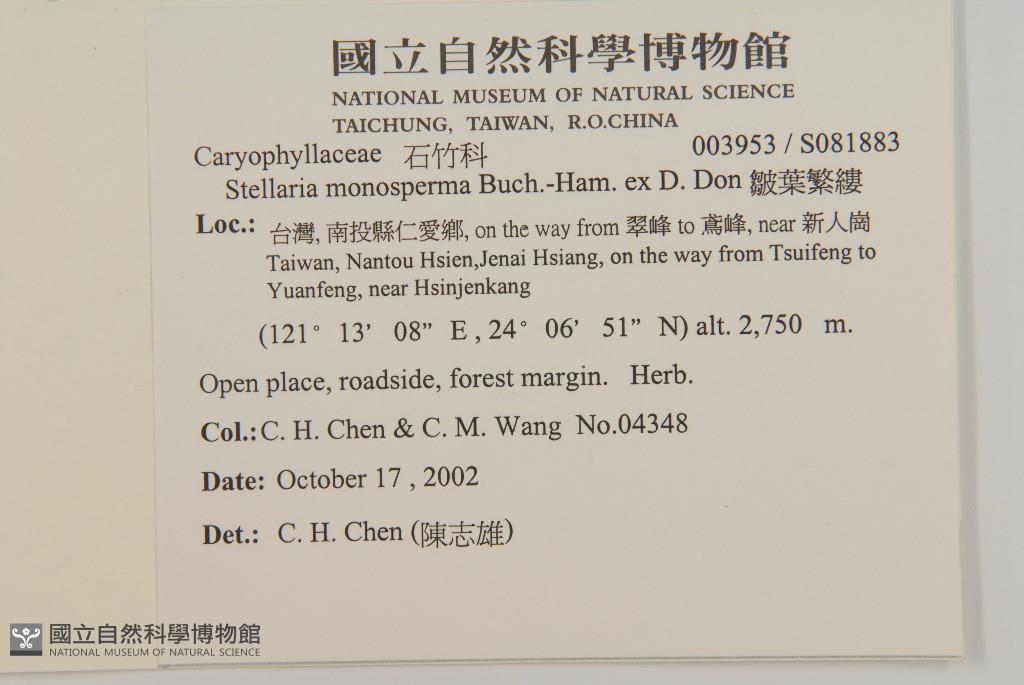 國立自然科學博物館
NATIONAL MUSEUM OF NATURAL SCIENCE
TAICHUNG, TAIWAN, R.O.CHINA
Caryophyllaceae 石竹科 003953 / S081883
Stellaria monosperma Buch.-Ham. ex D. Don 皺葉繁縷
Loc.: 台灣, 南投縣仁愛鄉, on the way from 翠峰 to 鳶峰, near 新人崗
Taiwan, Nantou Hsien,Jenai Hsiang, on the way from Tsuifeng to
Yuanfeng, near Hsinjenkang
(121° 13’ 08” E , 24° 06’ 51” N) alt. 2,750 m.
Open place, roadside, forest margin. Herb.
Col.: C. H. Chen & C. M. Wang No.04348
Date: October 17 , 2002
Det.: C. H. Chen (陳志雄)
國立自然科學博物館
NATIONAL MUSEUM OF NATURAL SCIENCE